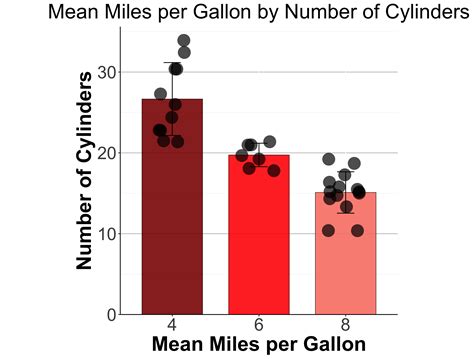 Mean Miles per Gallon by Number of Cylinders
Number of Cylinders
30
20
10
0
4 6 8
Mean Miles per Gallon